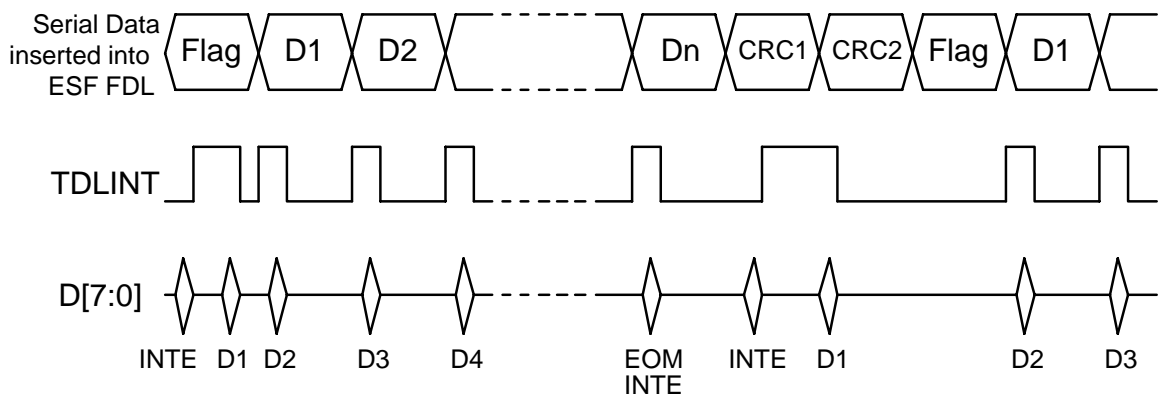 Serial Data
inserted into
ESF FDL
Flag D1 D2 Dn CRC1 CRC2 Flag D1
TDLINT
D[7:0]
INTE D1 D2 D3 D4 EOM INTE D1 D2 D3
INTE